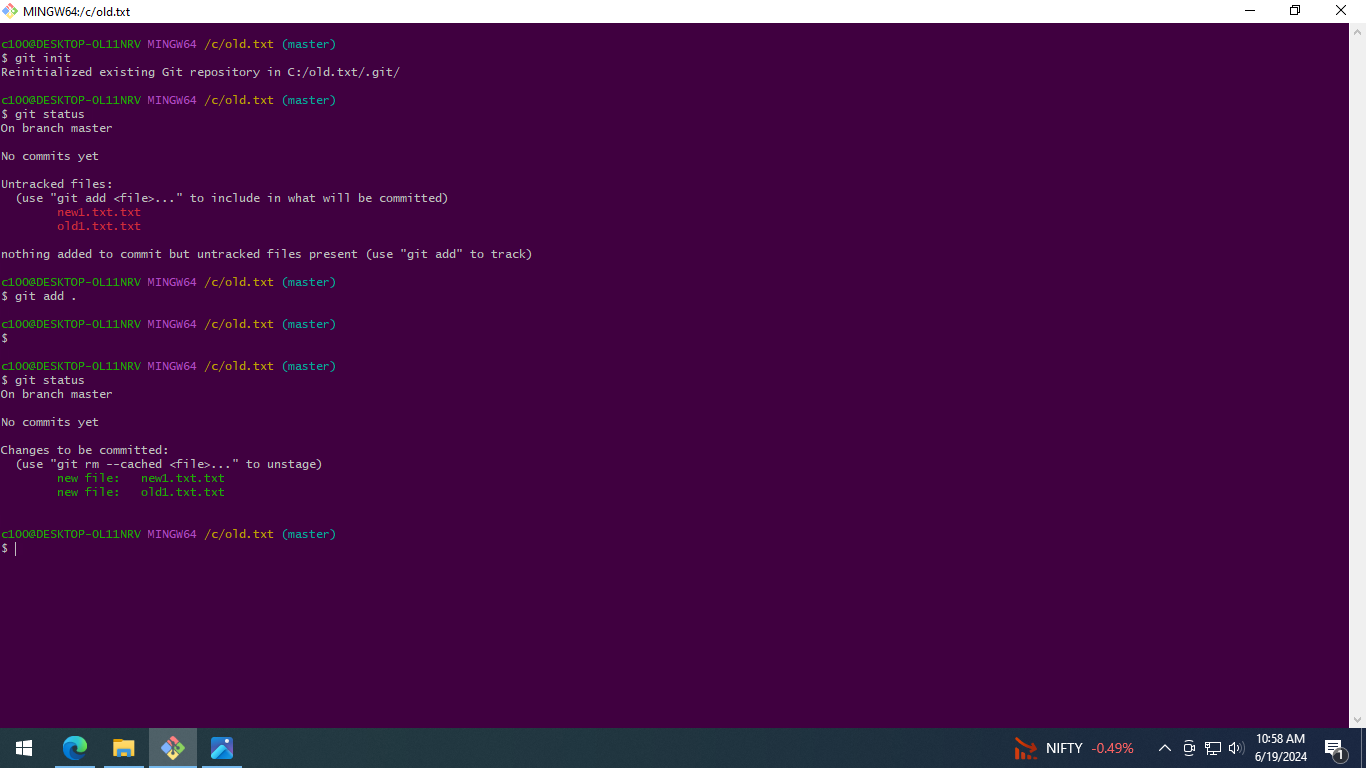 MINGW64:/c/old.txt
c100@DESKTOP-OL11NRV MINGW64 /c/old.txt (master)
$ git init
Reinitialized existing Git repository in C:/old.txt/.git/
c100@DESKTOP-OL11NRV MINGW64 /c/old.txt (master)
$ git status
On branch master
No commits yet
Untracked files:
(use "git add <file>..." to include in what will be committed)
new1.txt.txt
old1.txt.txt
nothing added to commit but untracked files present (use "git add" to track)
c100@DESKTOP-OL11NRV MINGW64 /c/old.txt (master)
$ git add .
c100@DESKTOP-OL11NRV MINGW64 /c/old.txt (master)
$
c100@DESKTOP-OL11NRV MINGW64 /c/old.txt (master)
$ git status
On branch master
No commits yet
Changes to be committed:
(use "git rm --cached <file>..." to unstage)
new file:   new1.txt.txt
new file:   old1.txt.txt
c100@DESKTOP-OL11NRV MINGW64 /c/old.txt (master)
$
NIFTY -0.49%
10:58 AM
6/19/2024
1